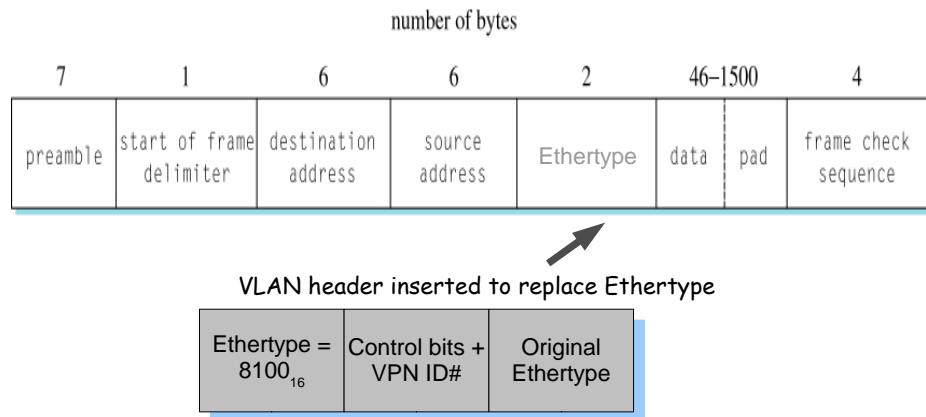 number of bytes
7 1 6 6 2 46–1500 4
preamble
start of frame
delimiter
destination
address
source
address
Ethertype
data
pad
frame check
sequence
VLAN header inserted to replace Ethertype
Ethertype =
8100₁₆
Control bits +
VPN ID#
Original
Ethertype